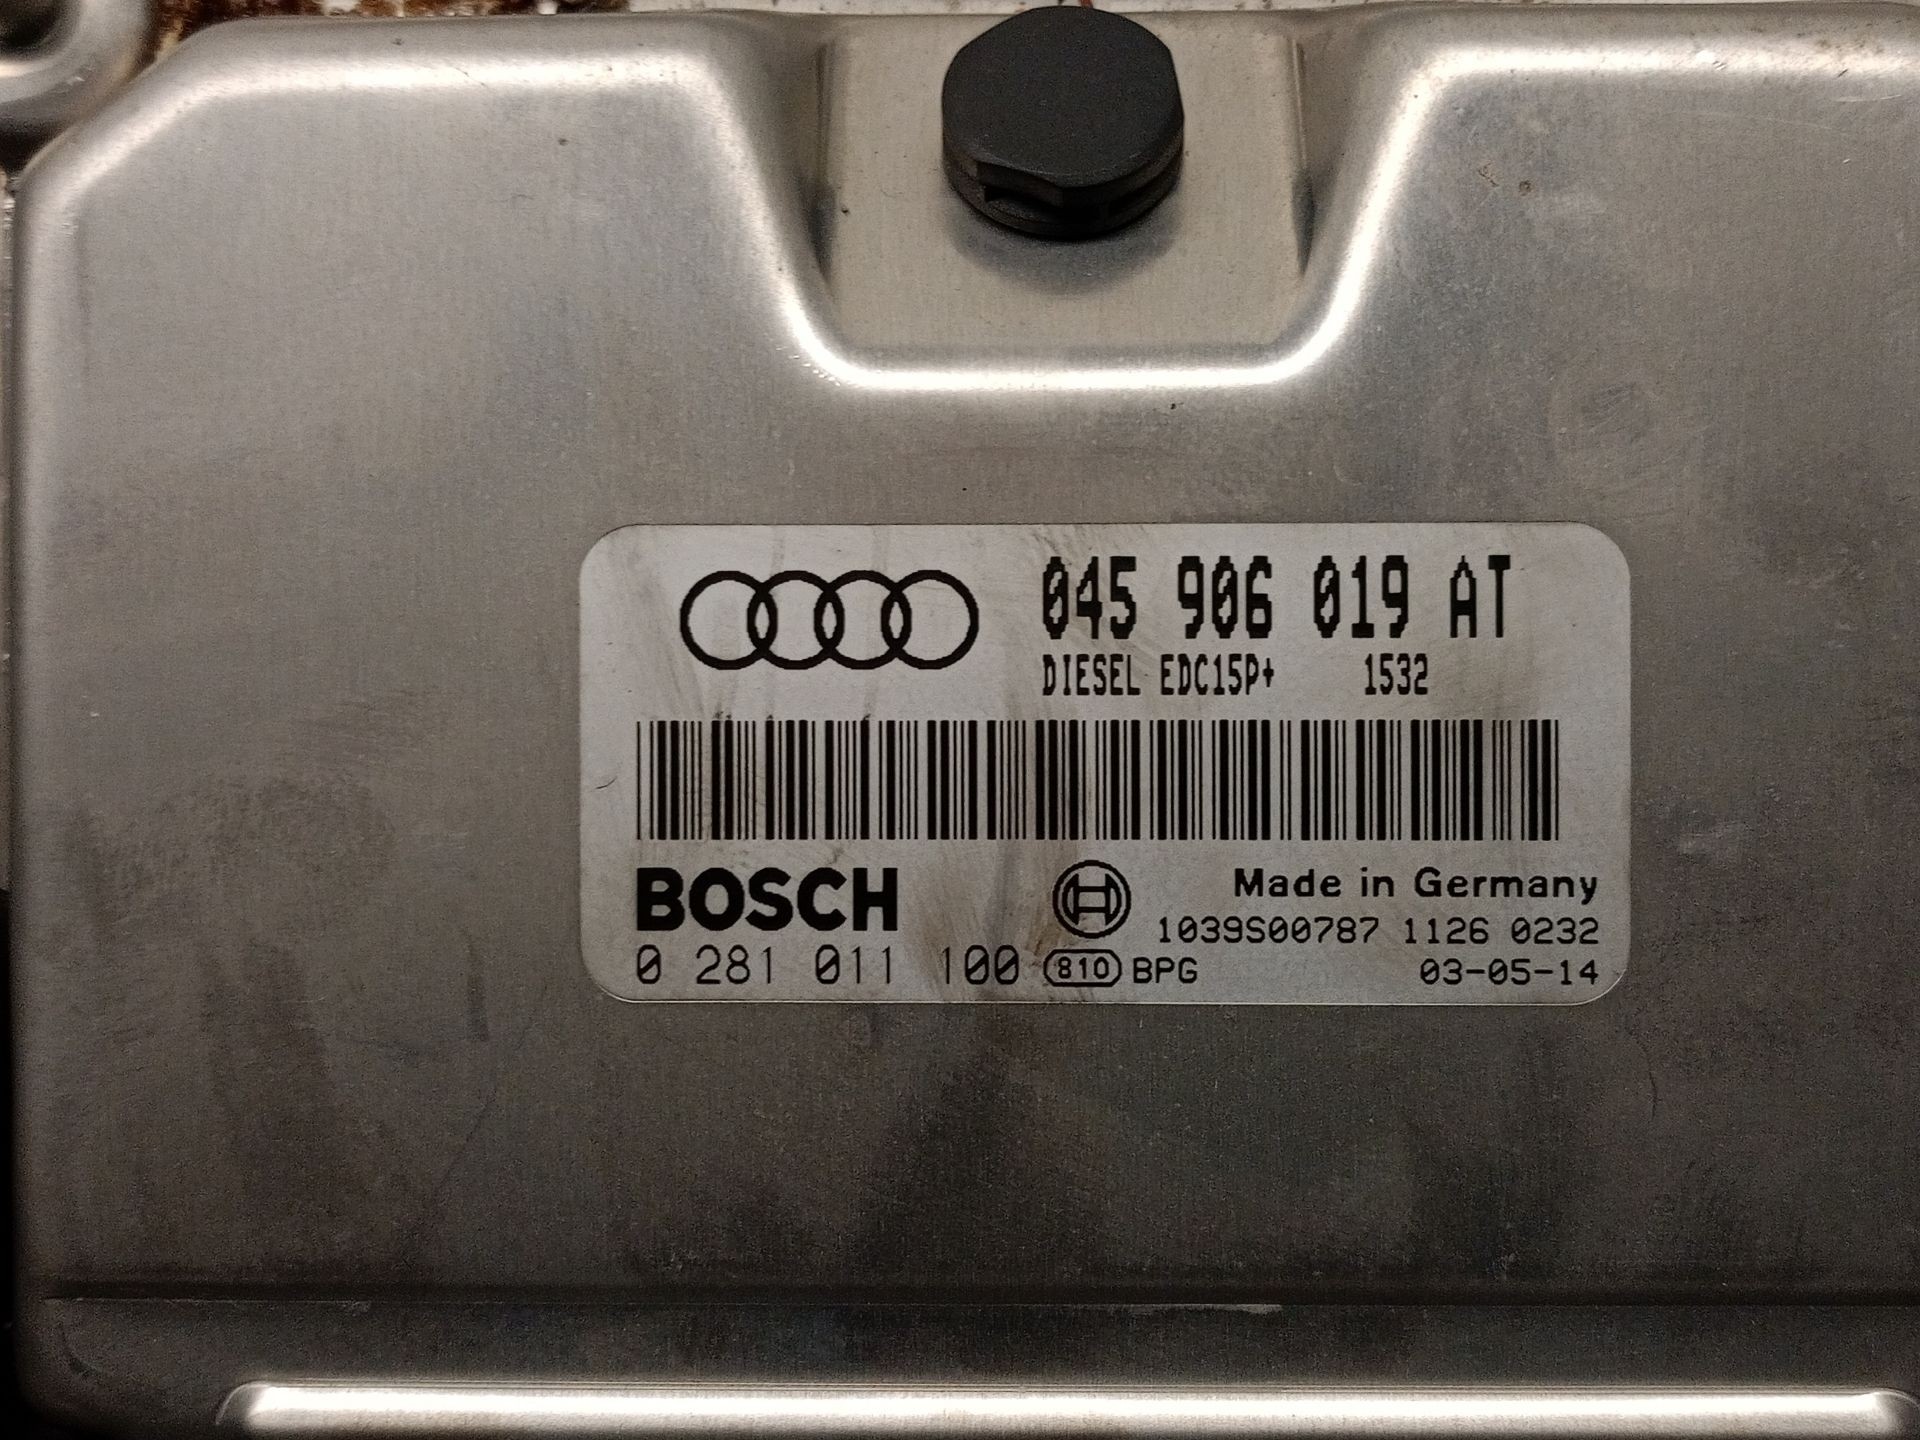 045 906 019 AT
DIESEL EDC15P+ 1532
BOSCH
Made in Germany
1039S00787 1126 0232
0 281 011 100 810 BPG 03-05-14